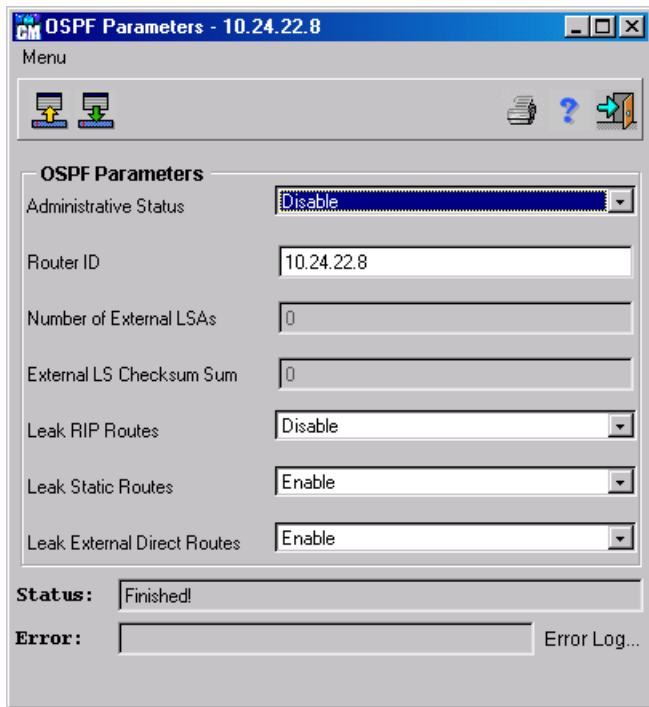 OSPF Parameters - 10.24.22.8
Menu
OSPF Parameters
Administrative Status Disable
Router ID 10.24.22.8
Number of External LSAs 0
External LS Checksum Sum 0
Leak RIP Routes Disable
Leak Static Routes Enable
Leak External Direct Routes Enable
Status: Finished!
Error: Error Log...